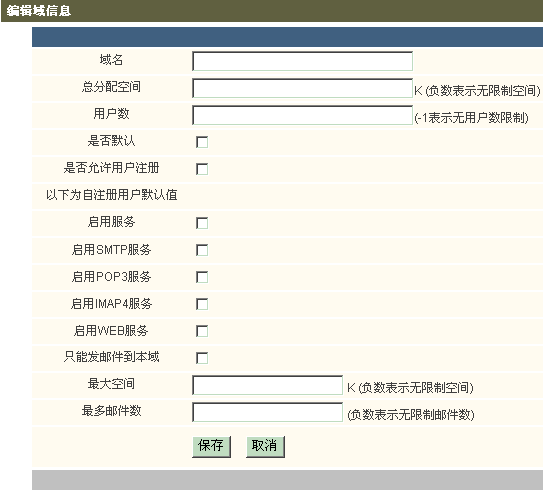 编辑域信息
域名
总分配空间 K (负数表示无限制空间)
用户数 (-1表示无用户数限制)
是否默认
是否允许用户注册
以下为自注册用户默认值
启用服务
启用SMTP服务
启用POP3服务
启用IMAP4服务
启用WEB服务
只能发邮件到本域
最大空间 K (负数表示无限制空间)
最多邮件数 (负数表示无限制邮件数)
保存 取消